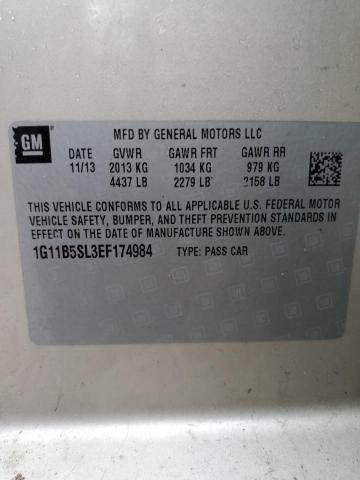 GM
MFD BY GENERAL MOTORS LLC
DATE GVWR GAWR FRT GAWR RR
11/13 2013 KG 1034 KG 979 KG
4437 LB 2279 LB 2158 LB
THIS VEHICLE CONFORMS TO ALL APPLICABLE U.S. FEDERAL MOTOR
VEHICLE SAFETY, BUMPER, AND THEFT PREVENTION STANDARDS IN
EFFECT ON THE DATE OF MANUFACTURE SHOWN ABOVE.
1G11B5SL3EF174984 TYPE: PASS CAR